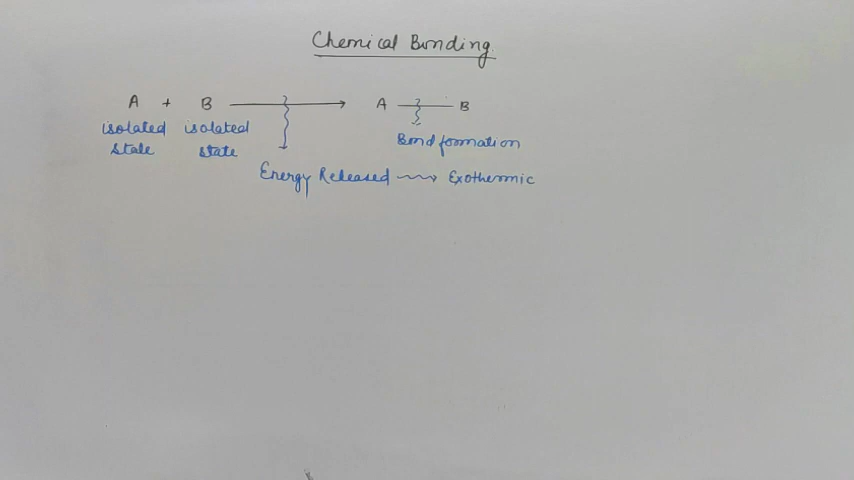 Chemical Bonding
A + B → A — B
isolated state isolated state
Bond formation
Energy Released ⟿ Exothermic